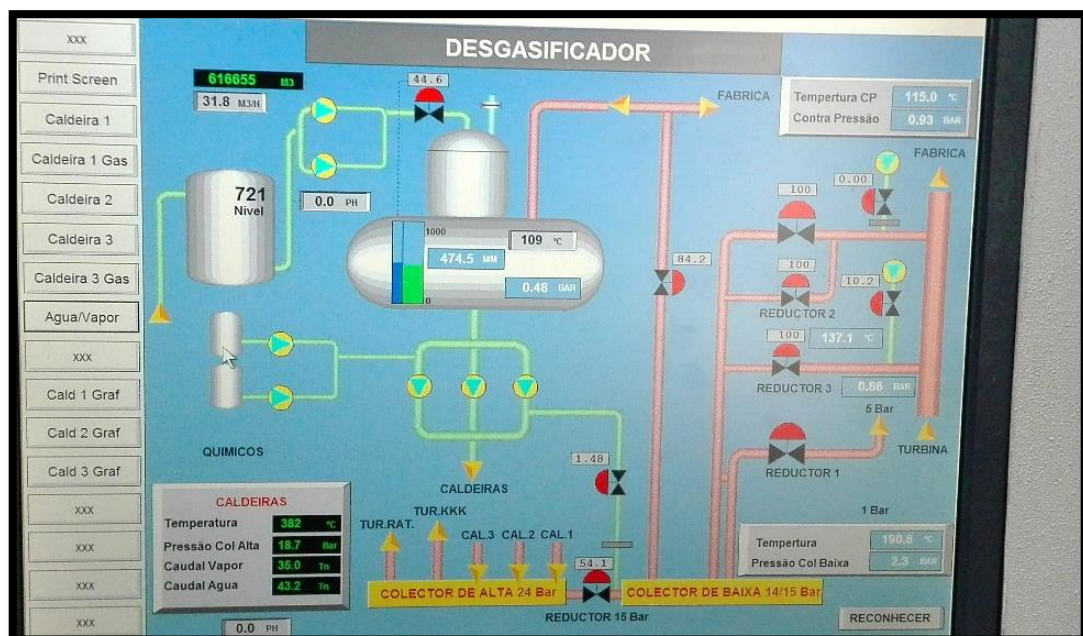 xxx
Print Screen
Caldeira 1
Caldeira 1 Gas
Caldeira 2
Caldeira 3
Caldeira 3 Gas
Agua/Vapor
xxx
Cald 1 Graf
Cald 2 Graf
Cald 3 Graf
xxx
xxx
xxx
xxx
DESGASIFICADOR
616655 M3
31.8 M3/H
44.6
FABRICA
Tempertura CP 115.0 °C
Contra Pressão 0.93 BAR
FABRICA
721
Nivel
0.0 PH
1000
109 °C
474.5 MM
0.48 BAR
0
84.2
100
0.00
100
10.2
REDUCTOR 2
100
137.1 °C
REDUCTOR 3
0.86 BAR
5 Bar
TURBINA
REDUCTOR 1
QUIMICOS
CALDEIRAS
1.48
CALDEIRAS
Temperatura 382 °C
Pressão Col Alta 18.7 Bar
Caudal Vapor 35.0 Tn
Caudal Agua 43.2 Tn
TUR.RAT.
TUR.KKK
CAL.3 CAL.2 CAL.1
54.1
1 Bar
Tempertura 190.8 °C
Pressão Col Baixa 2.3 BAR
COLECTOR DE ALTA 24 Bar
COLECTOR DE BAIXA 14/15 Bar
REDUCTOR 15 Bar
RECONHECER
0.0 PH